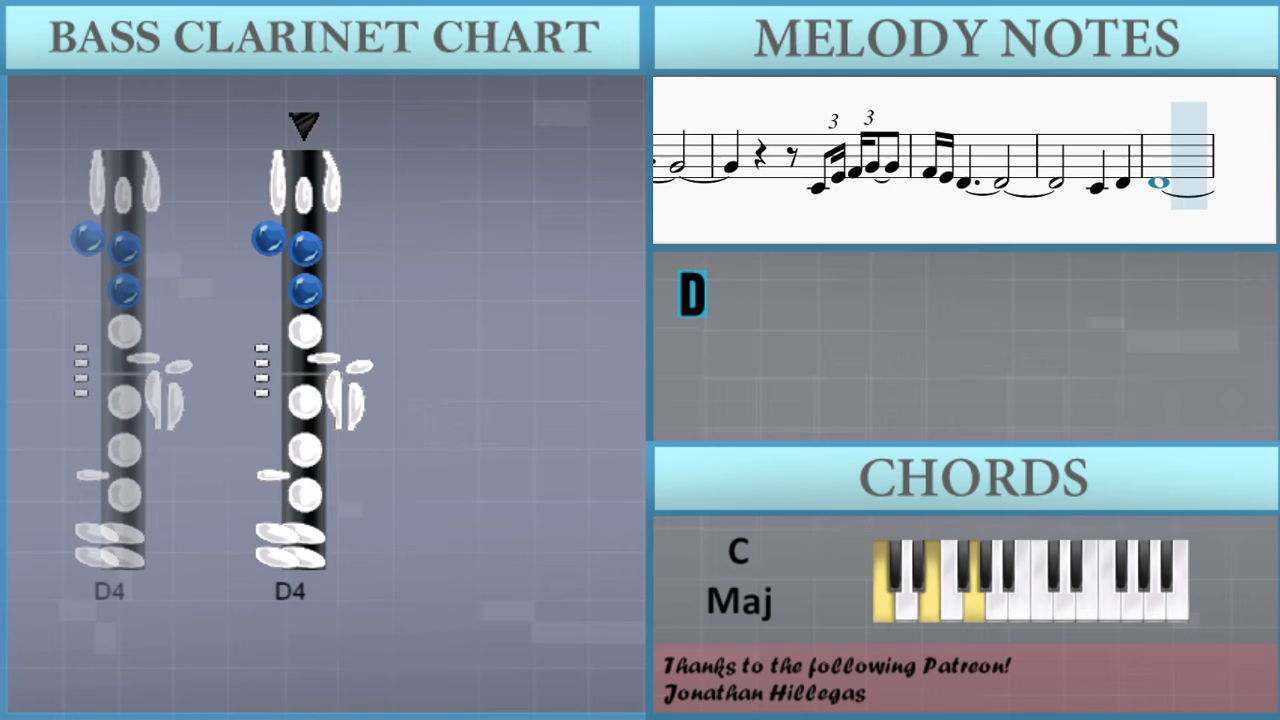 BASS CLARINET CHART
D4
D4
MELODY NOTES
3
3
D
CHORDS
C
Maj
Thanks to the following Patreon!
Jonathan Hillegas